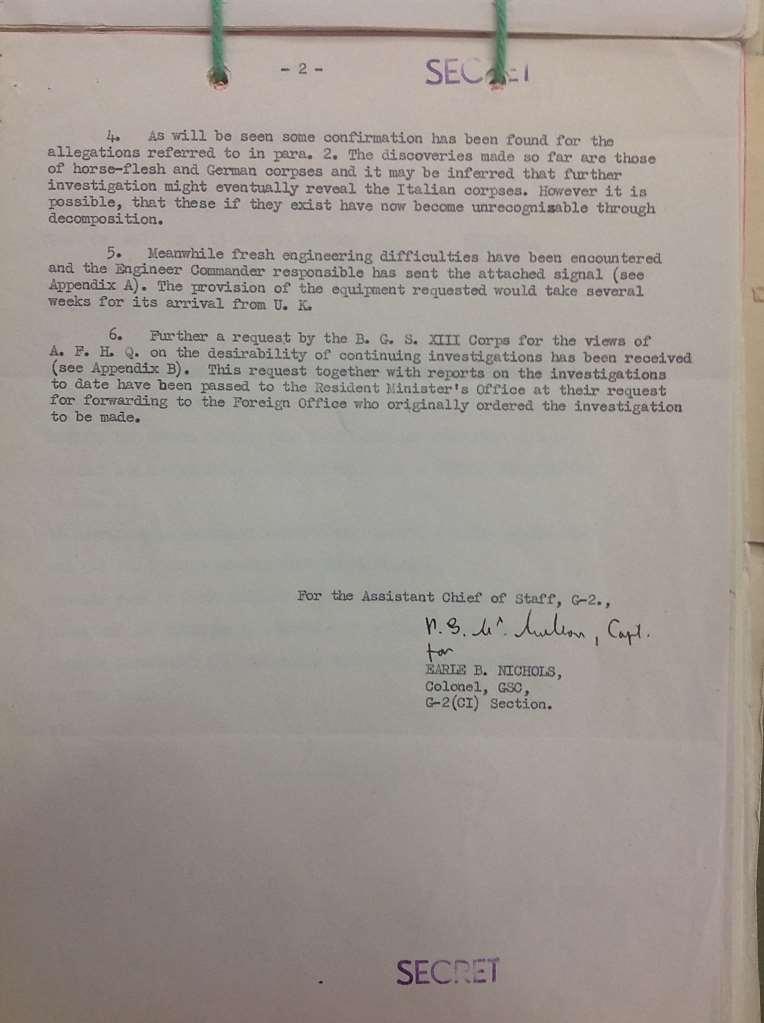 - 2 -
SECRET
4. As will be seen some confirmation has been found for the
allegations referred to in para. 2. The discoveries made so far are those
of horse-flesh and German corpses and it may be inferred that further
investigation might eventually reveal the Italian corpses. However it is
possible, that these if they exist have now become unrecognisable through
decomposition.
5. Meanwhile fresh engineering difficulties have been encountered
and the Engineer Commander responsible has sent the attached signal (see
Appendix A). The provision of the equipment requested would take several
weeks for its arrival from U. K.
6. Further a request by the B. G. S. XIII Corps for the views of
A. F. H. Q. on the desirability of continuing investigations has been received
(see Appendix B). This request together with reports on the investigations
to date have been passed to the Resident Minister's Office at their request
for forwarding to the Foreign Office who originally ordered the investigation
to be made.
For the Assistant Chief of Staff, G-2.,
, Capt.
for
EARLE B. NICHOLS,
Colonel, GSC,
G-2(CI) Section.
SECRET